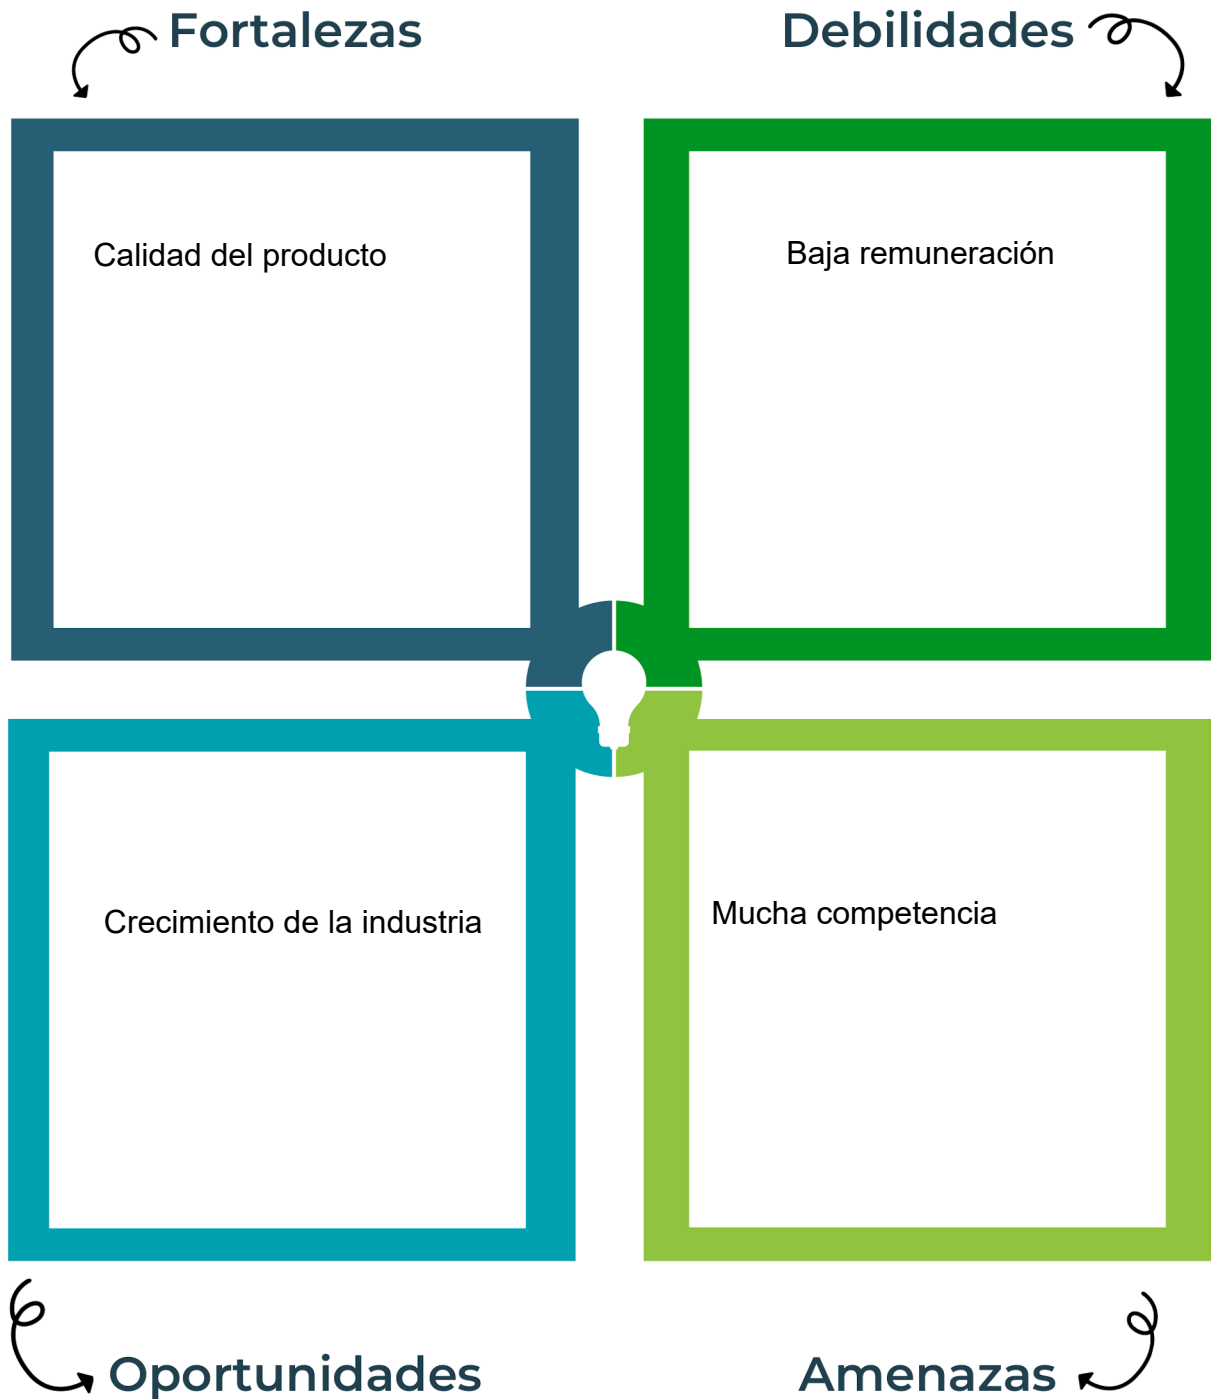 Fortalezas
Debilidades
Calidad del producto
Baja remuneración
Crecimiento de la industria
Mucha competencia
Oportunidades
Amenazas